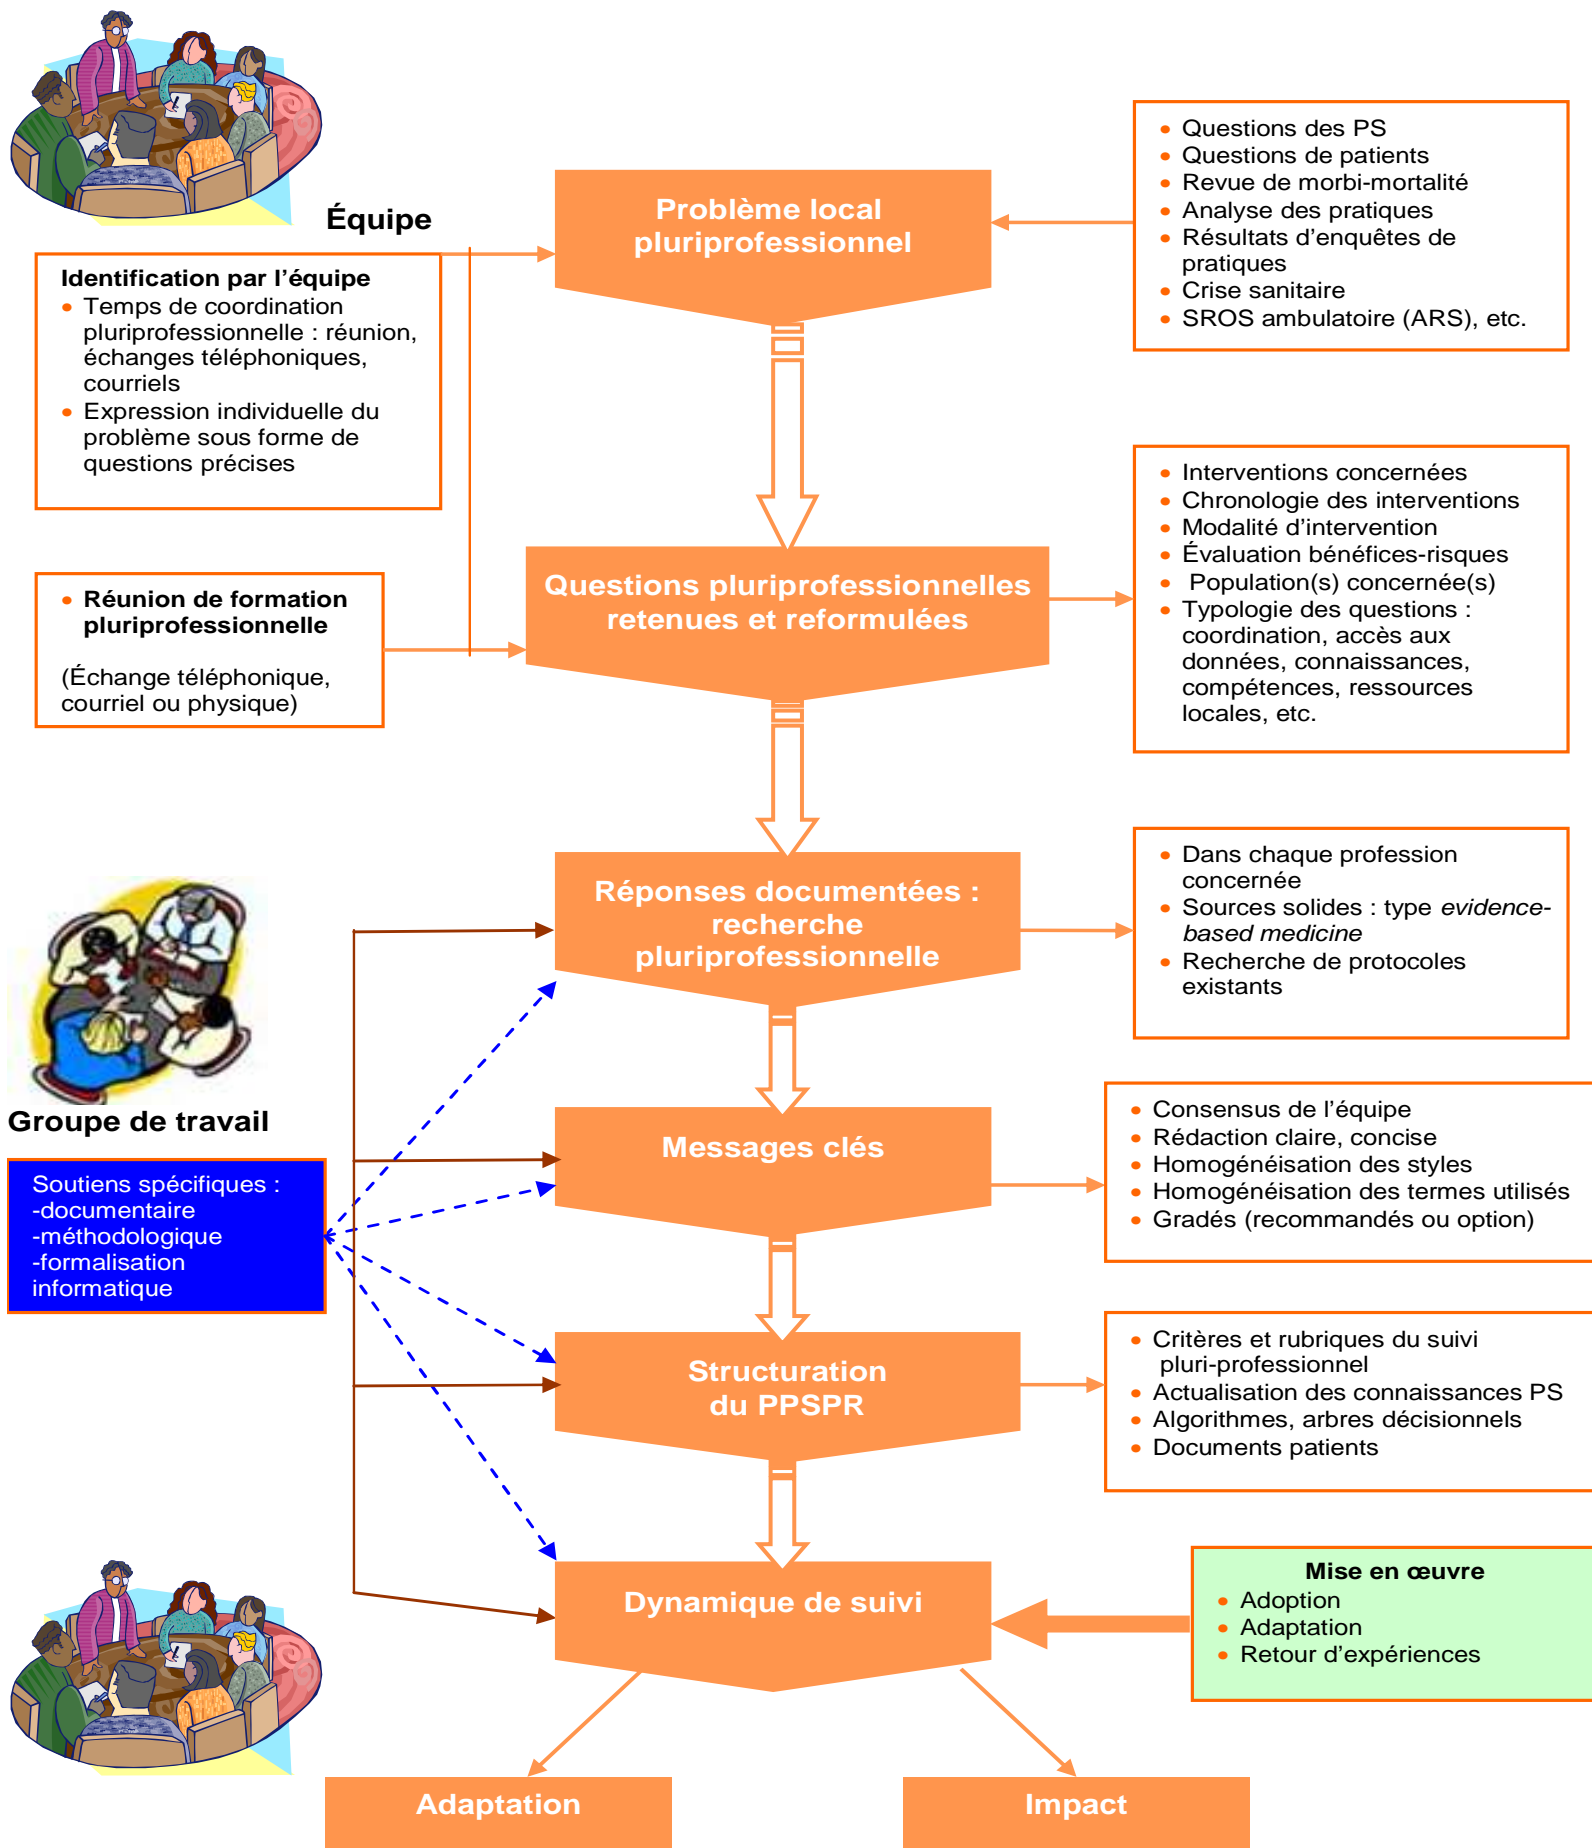 Équipe
Problème local
pluriprofessionnel
• Questions des PS
• Questions de patients
• Revue de morbi-mortalité
• Analyse des pratiques
• Résultats d’enquêtes de
pratiques
• Crise sanitaire
• SROS ambulatoire (ARS), etc.
Identification par l’équipe
• Temps de coordination
pluriprofessionnelle : réunion,
échanges téléphoniques,
courriels
• Expression individuelle du
problème sous forme de
questions précises
Questions pluriprofessionnelles
retenues et reformulées
• Interventions concernées
• Chronologie des interventions
• Modalité d’intervention
• Évaluation bénéfices-risques
• Population(s) concernée(s)
• Typologie des questions :
coordination, accès aux
données, connaissances,
compétences, ressources
locales, etc.
• Réunion de formation
pluriprofessionnelle
(Échange téléphonique,
courriel ou physique)
Réponses documentées :
recherche
pluriprofessionnelle
• Dans chaque profession
concernée
• Sources solides : type evidence-
based medicine
• Recherche de protocoles
existants
Groupe de travail
Soutiens spécifiques :
-documentaire
-méthodologique
-formalisation
informatique
Messages clés
• Consensus de l’équipe
• Rédaction claire, concise
• Homogénéisation des styles
• Homogénéisation des termes utilisés
• Gradés (recommandés ou option)
Structuration
du PPSPR
• Critères et rubriques du suivi
pluri-professionnel
• Actualisation des connaissances PS
• Algorithmes, arbres décisionnels
• Documents patients
Dynamique de suivi
Mise en œuvre
• Adoption
• Adaptation
• Retour d’expériences
Adaptation
Impact